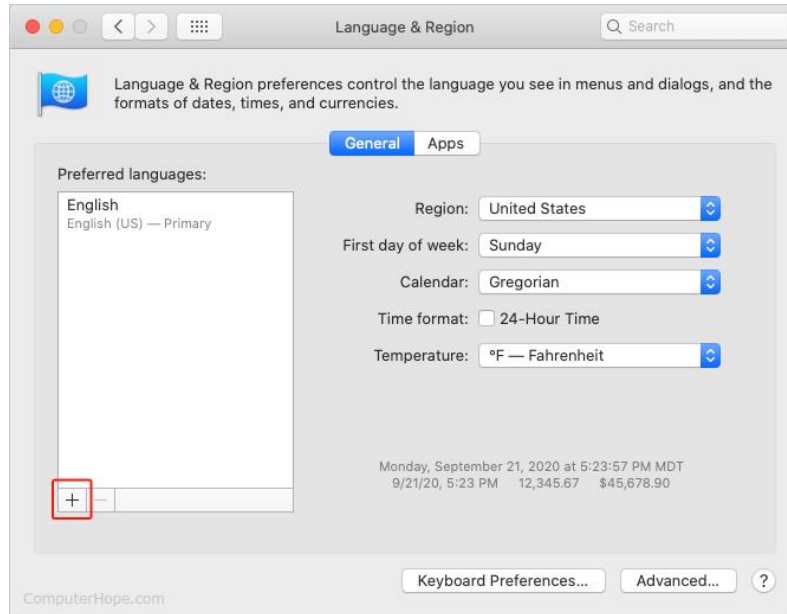 Language & Region
Search
Language & Region preferences control the language you see in menus and dialogs, and the
formats of dates, times, and currencies.
General Apps
Preferred languages:
English
English (US) — Primary
Region: United States
First day of week: Sunday
Calendar: Gregorian
Time format: 24-Hour Time
Temperature: °F — Fahrenheit
Monday, September 21, 2020 at 5:23:57 PM MDT
9/21/20, 5:23 PM 12,345.67 $45,678.90
+ −
Keyboard Preferences... Advanced... ?
ComputerHope.com